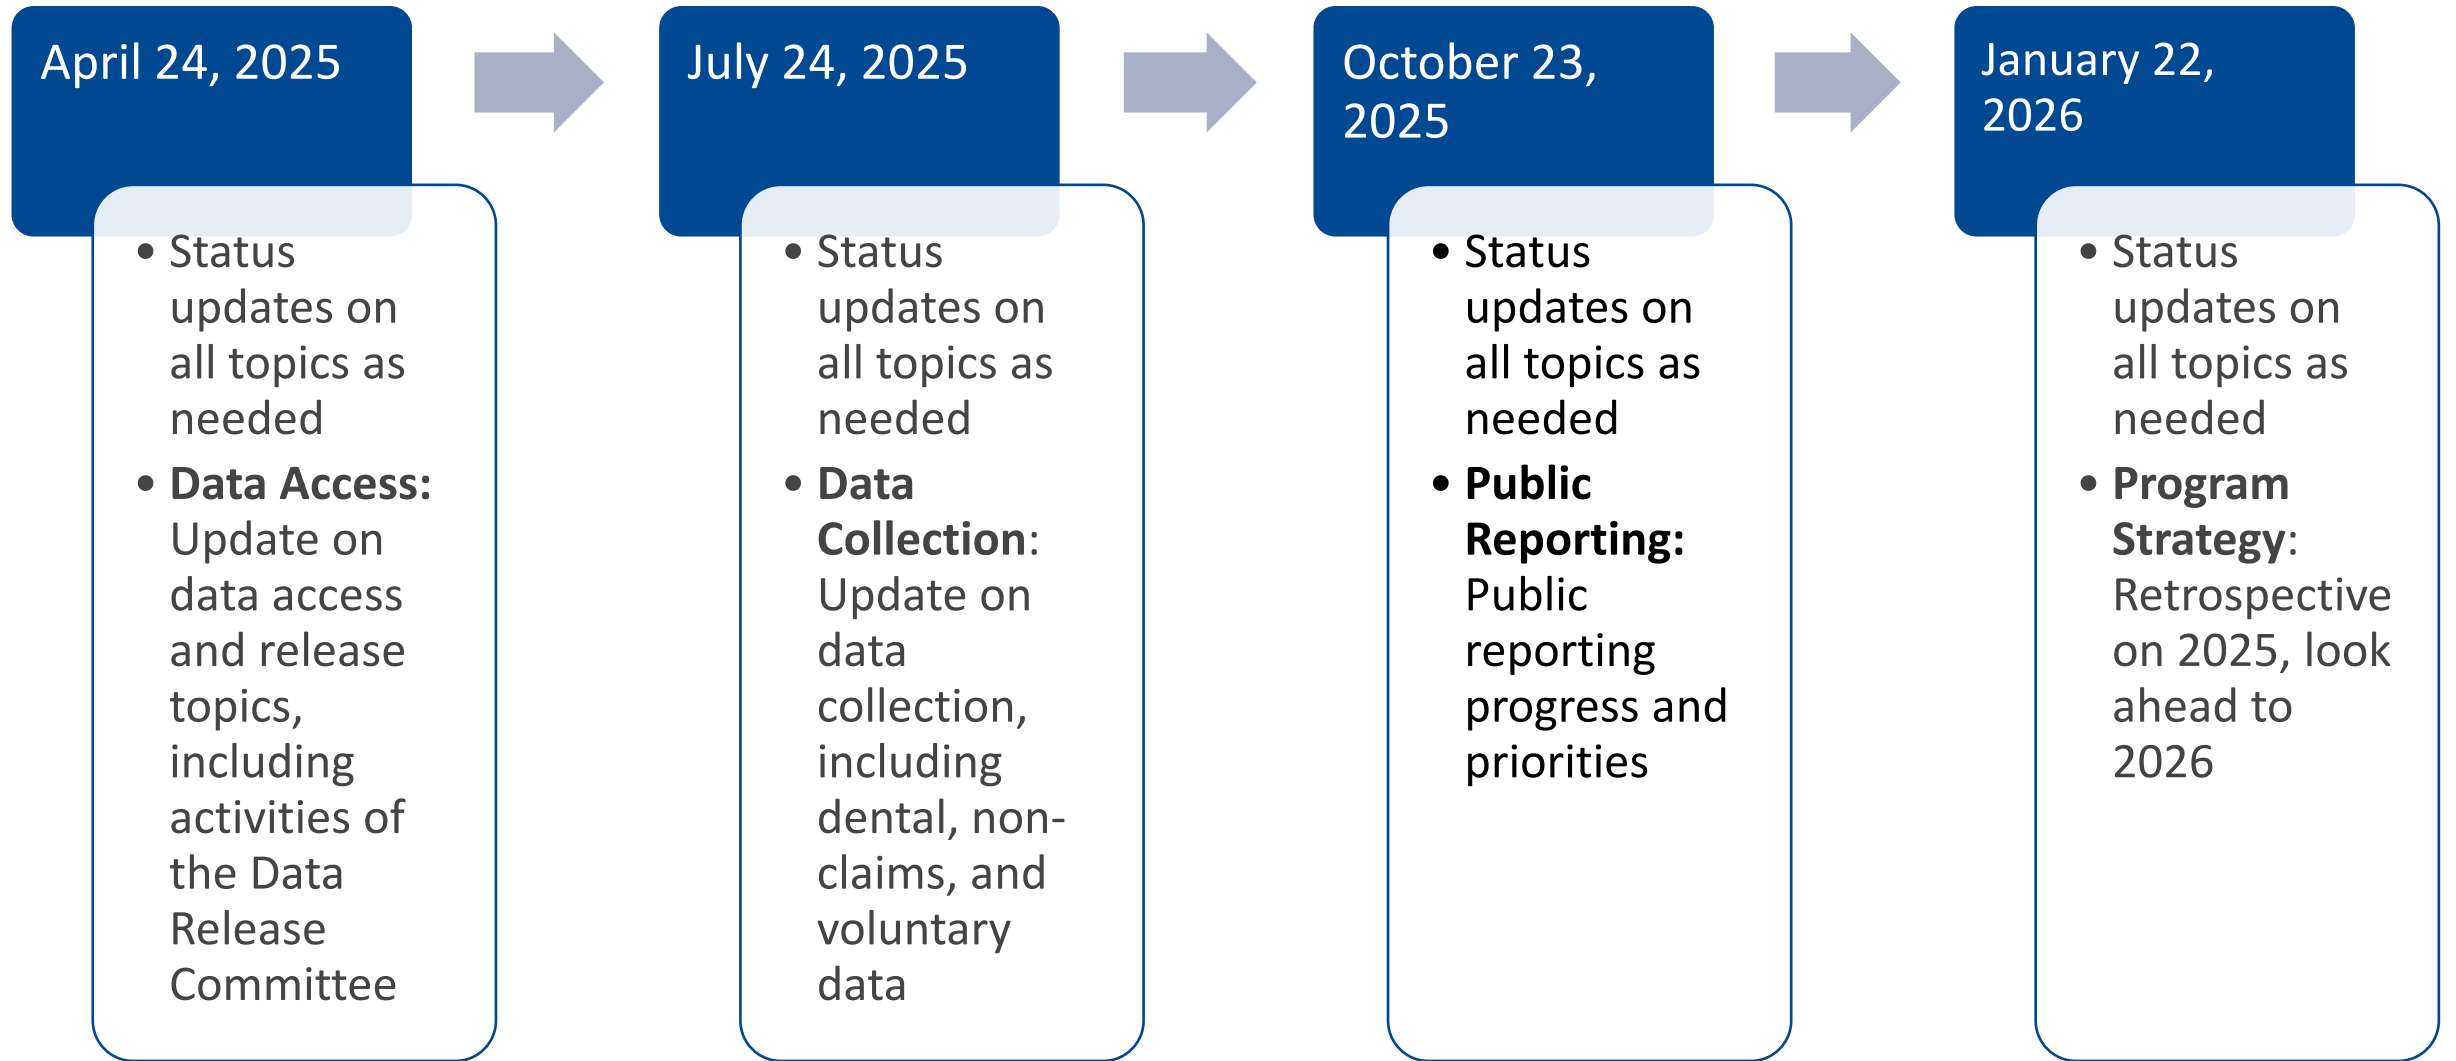 April 24, 2025
• Status
updates on
all topics as
needed
• Data Access:
Update on
data access
and release
topics,
including
activities of
the Data
Release
Committee
July 24, 2025
• Status
updates on
all topics as
needed
• Data
Collection:
Update on
data
collection,
including
dental, non-
claims, and
voluntary
data
October 23,
2025
• Status
updates on
all topics as
needed
• Public
Reporting:
Public
reporting
progress and
priorities
January 22,
2026
• Status
updates on
all topics as
needed
• Program
Strategy:
Retrospective
on 2025, look
ahead to
2026